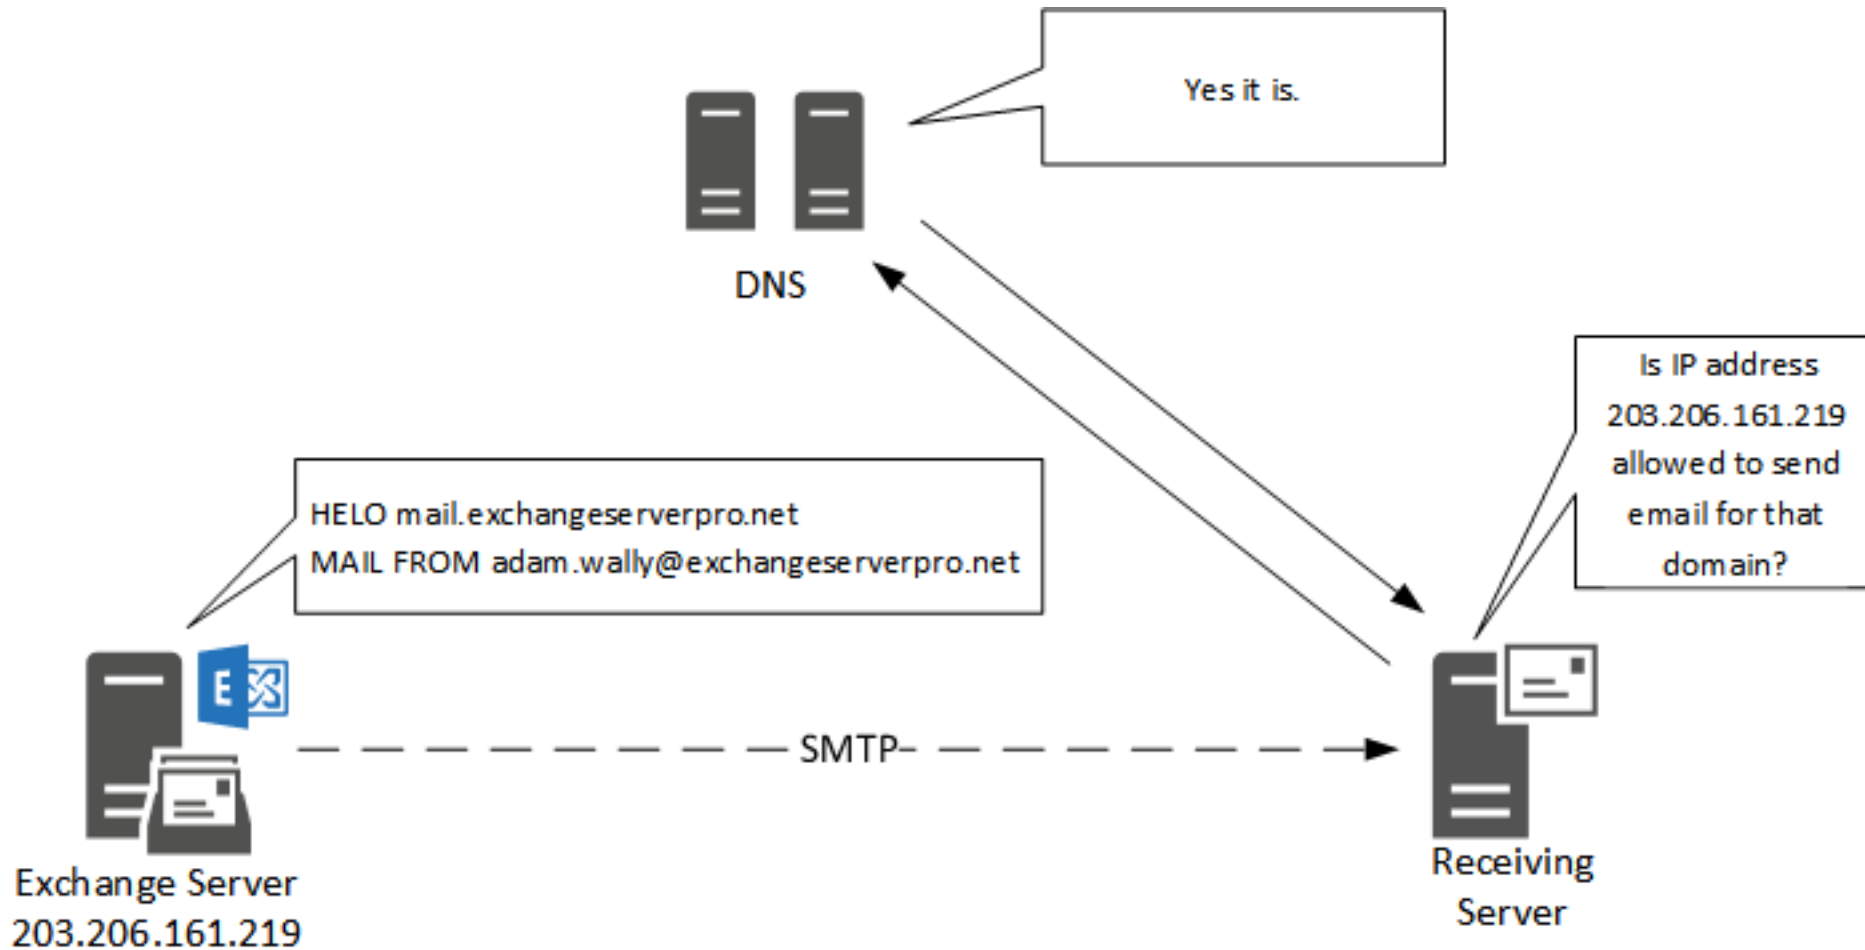 Yes it is.
DNS
Is IP address
203.206.161.219
allowed to send
email for that
domain?
HELO mail.exchangeserverpro.net
MAIL FROM adam.wally@exchangeserverpro.net
E
SMTP
Exchange Server
203.206.161.219
Receiving
Server